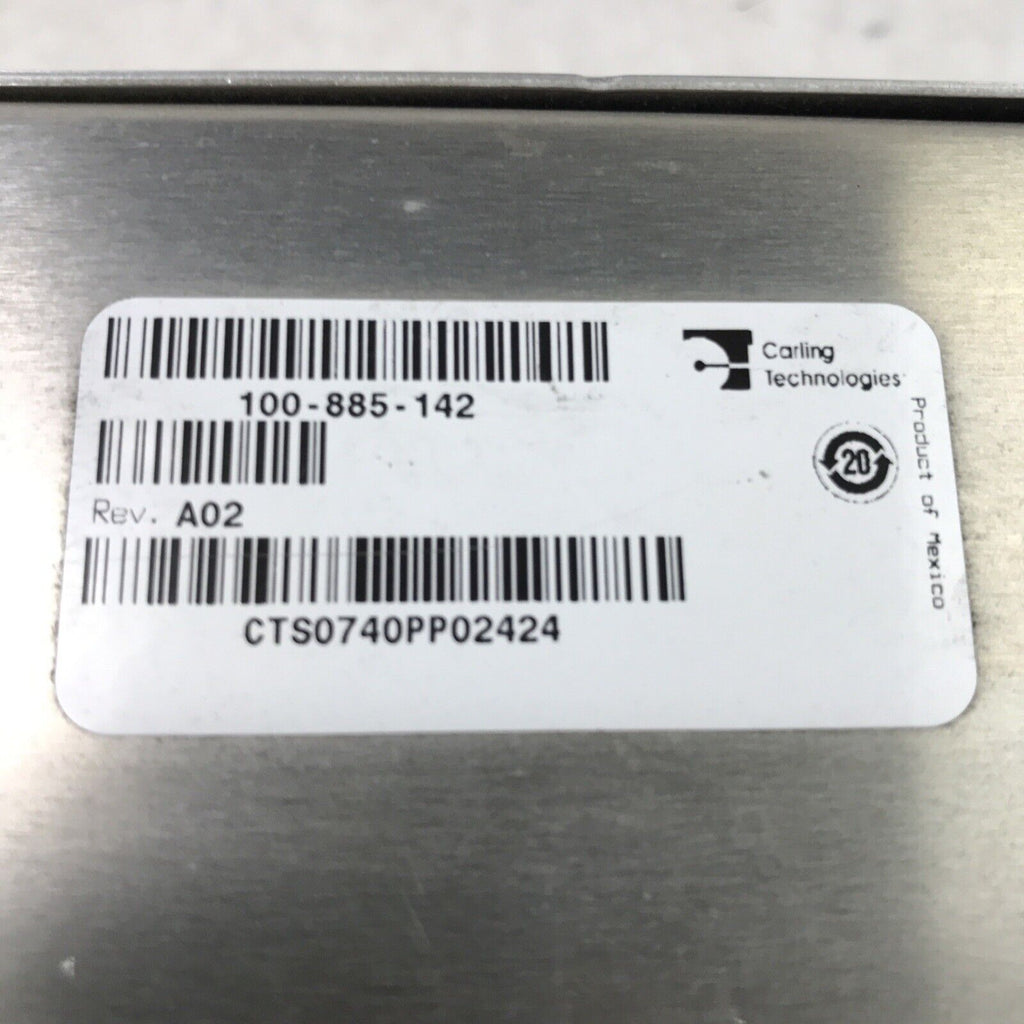 100-885-142
Rev. A02
CTS0740PP02424
Carling
Technologies
20
Product of Mexico